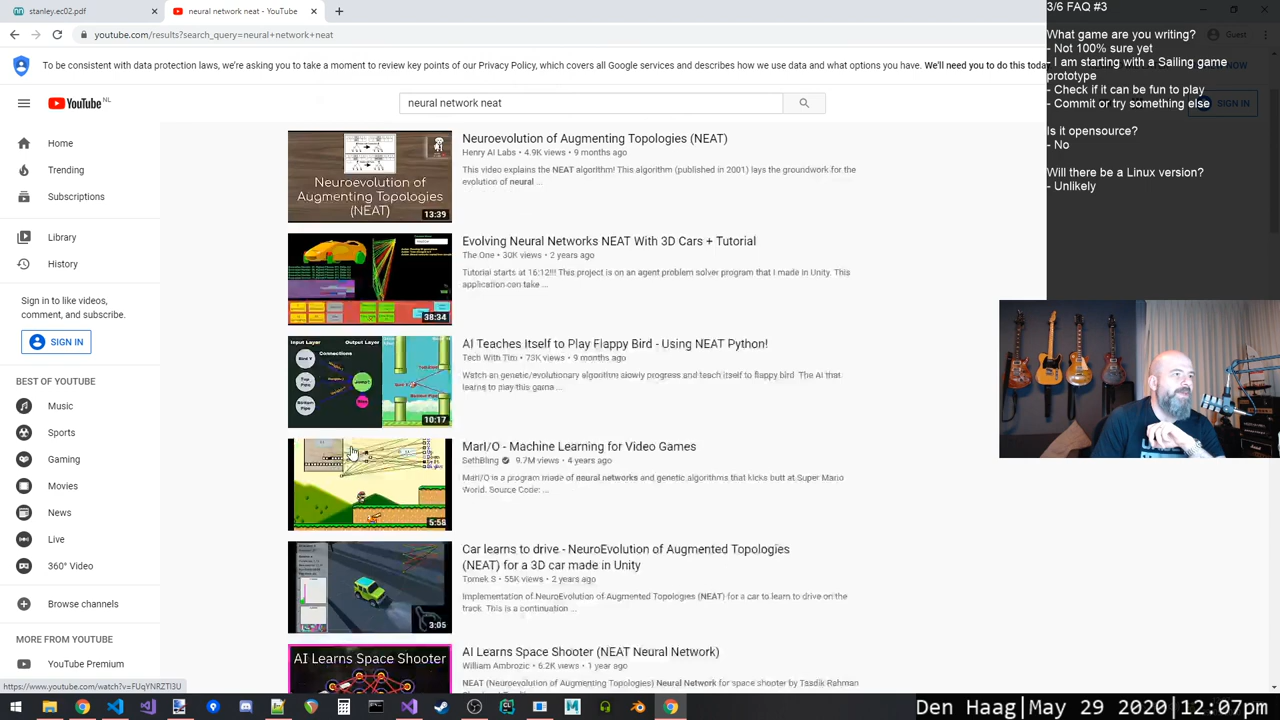 stanley.ec02.pdf
neural network neat - YouTube
3/6 FAQ #3
youtube.com/results?search_query=neural+network+neat
Guest
What game are you writing?
- Not 100% sure yet
- I am starting with a Sailing game
prototype
- Check if it can be fun to play
- Commit or try something else
Is it opensource?
- No
Will there be a Linux version?
- Unlikely
To be consistent with data protection laws, we're asking you to take a moment to review key points of our Privacy Policy, which covers all Google services and describes how we use data and what options you have. We'll need you to do this today
YouTube NL
neural network neat
SIGN IN
Home
Trending
Subscriptions
Library
History
Sign in to like videos,
comment, and subscribe.
SIGN IN
BEST OF YOUTUBE
Music
Sports
Gaming
Movies
News
Live
360° Video
Browse channels
MORE FROM YOUTUBE
YouTube Premium
https://www.youtube.com/watch?v=FUqYNRZTI3U
Neuroevolution of
Augmenting Topologies
(NEAT)
13:39
Neuroevolution of Augmenting Topologies (NEAT)
Henry AI Labs • 4.9K views • 9 months ago
This video explains the NEAT algorithm! This algorithm (published in 2001) lays the groundwork for the
evolution of neural ...
38:34
Evolving Neural Networks NEAT With 3D Cars + Tutorial
The One • 30K views • 2 years ago
Tutorial starts at 16:12!!! This project is on an agent problem solver program that I made in Unity. This
application can take ...
Input Layer
Output Layer
Connections
10:17
AI Teaches Itself to Play Flappy Bird - Using NEAT Python!
Tech With Tim • 73K views • 9 months ago
Watch an genetic/evolutionary algorithm slowly progress and teach itself to flappy bird. The AI that
learns to play this game ...
5:58
MarI/O - Machine Learning for Video Games
SethBling 9.7M views • 4 years ago
MarI/O is a program made of neural networks and genetic algorithms that kicks butt at Super Mario
World. Source Code: ...
3:05
Car learns to drive - NeuroEvolution of Augmented Topologies
(NEAT) for a 3D car made in Unity
Tomek S • 55K views • 2 years ago
Implementation of NeuroEvolution of Augmented Topologies (NEAT) for a car to learn to drive on the
track. This is a continuation ...
AI Learns Space Shooter
AI Learns Space Shooter (NEAT Neural Network)
William Ambrozic • 6.2K views • 1 year ago
NEAT (Neuroevolution of Augmenting Topologies) Neural Network for space shooter by Tasdik Rahman
Den Haag|May 29 2020|12:07pm